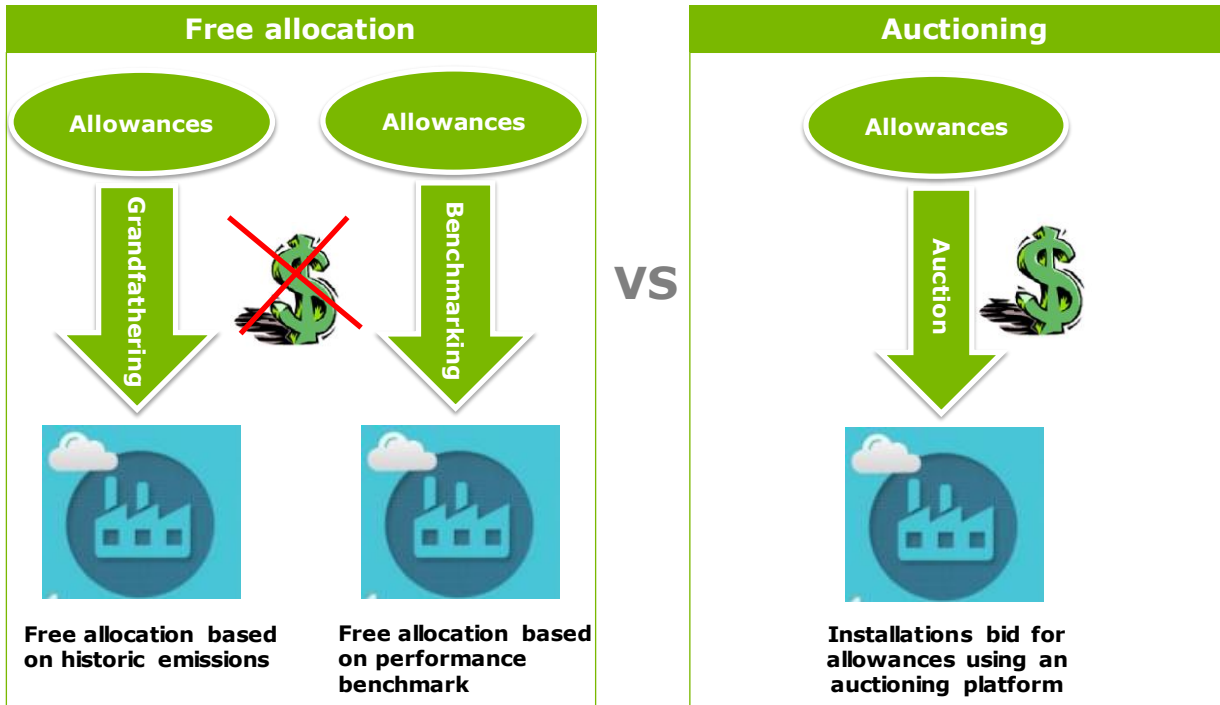 Free allocation
Allowances
Grandfathering
Free allocation based
on historic emissions
Allowances
Benchmarking
Free allocation based
on performance
benchmark
VS
Auctioning
Allowances
Auction
Installations bid for
allowances using an
auctioning platform